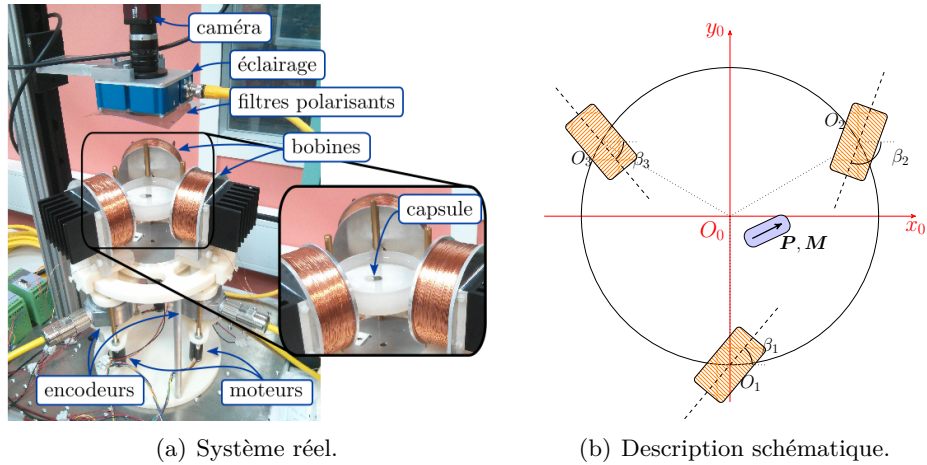 caméra
éclairage
filtres polarisants
bobines
capsule
encodeurs
moteurs
(a) Système réel.
y₀
O₂
β₂
O₃
β₃
O₀
x₀
P, M
β₁
O₁
(b) Description schématique.